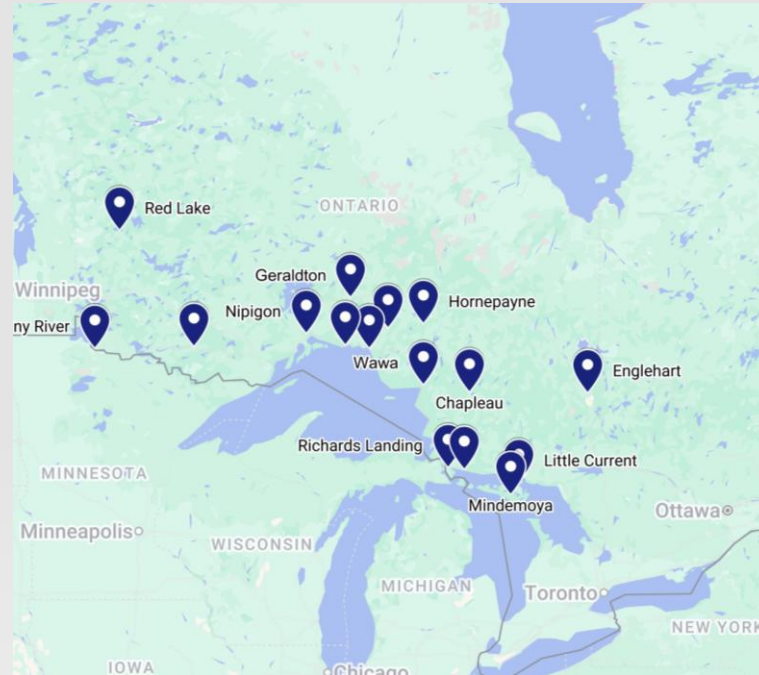 Red Lake
ONTARIO
Geraldton
Winnipeg
Hornepayne
Nipigon
ny River
Wawa
Englehart
Chapleau
Richards Landing
Little Current
MINNESOTA
Mindemoya
Ottawa
Minneapolis
WISCONSIN
MICHIGAN
Toronto
NEW YORK
IOWA
Chicago